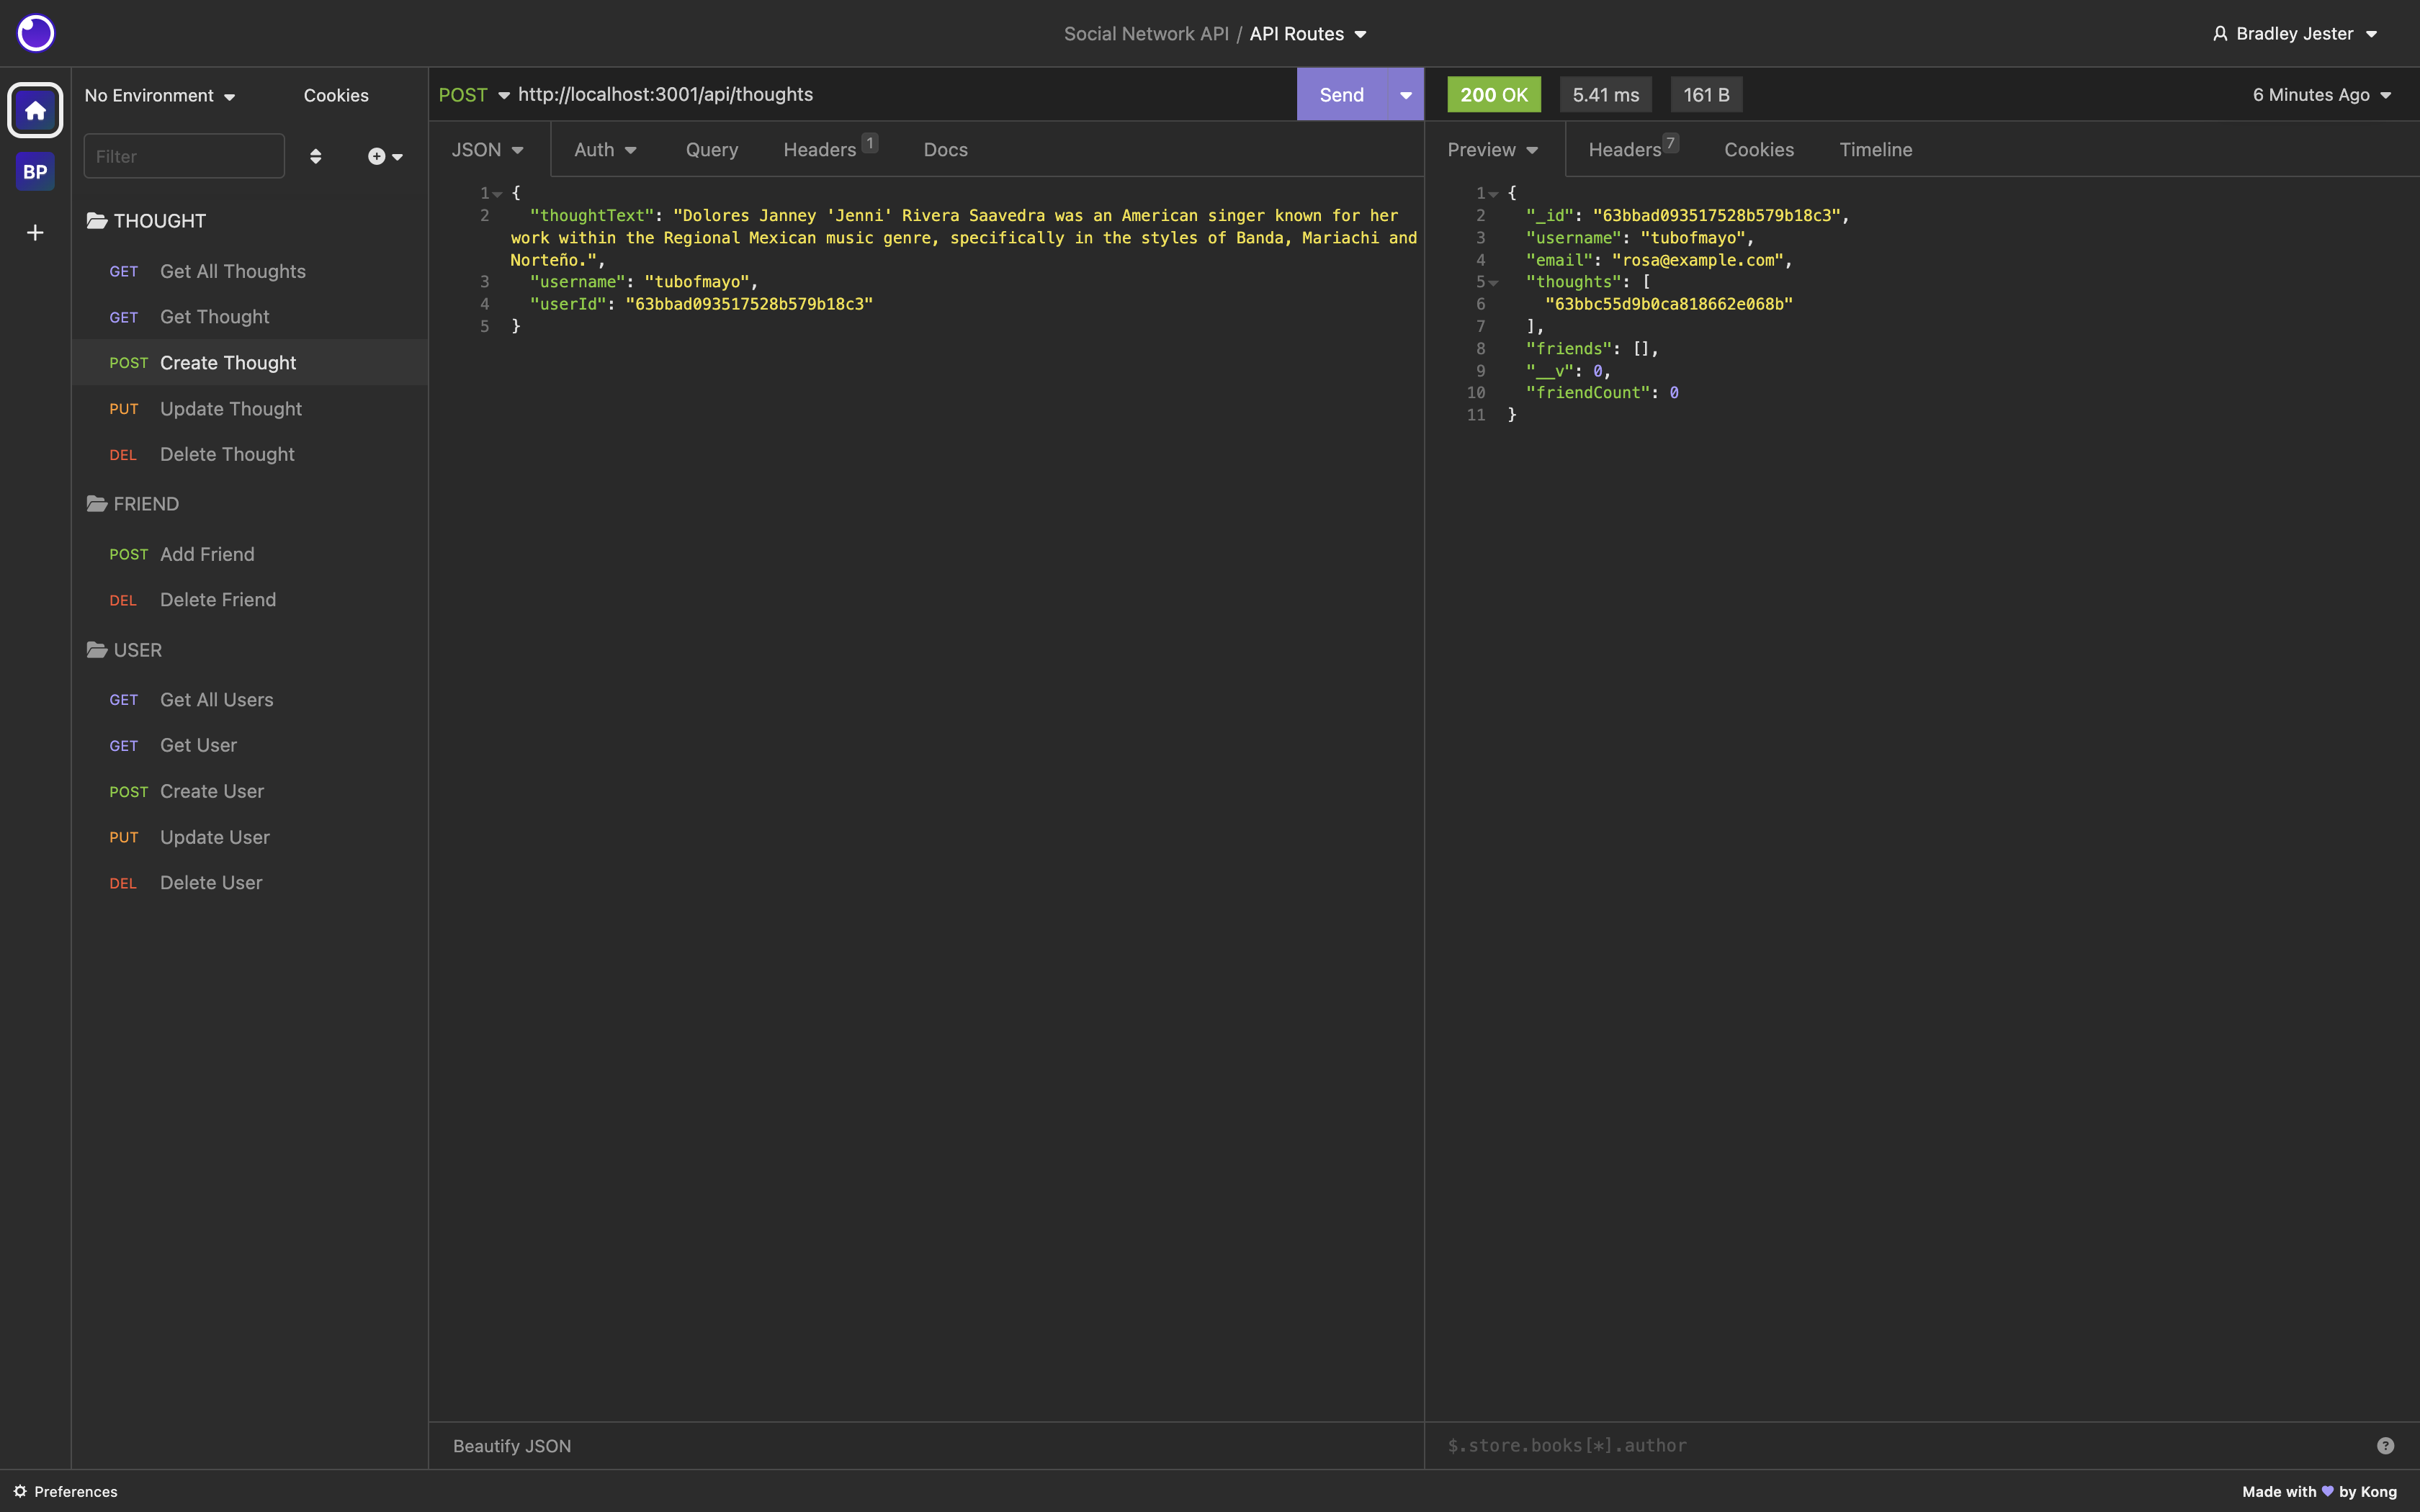 Social Network API / API Routes
Bradley Jester
No Environment
Cookies
POST http://localhost:3001/api/thoughts
Send
200 OK
5.41 ms
161 B
6 Minutes Ago
BP
Filter
JSON
Auth
Query
Headers 1
Docs
Preview
Headers 7
Cookies
Timeline
THOUGHT
GET Get All Thoughts
GET Get Thought
POST Create Thought
PUT Update Thought
DEL Delete Thought
FRIEND
POST Add Friend
DEL Delete Friend
USER
GET Get All Users
GET Get User
POST Create User
PUT Update User
DEL Delete User
1 {
2 "thoughtText": "Dolores Janney 'Jenni' Rivera Saavedra was an American singer known for her
work within the Regional Mexican music genre, specifically in the styles of Banda, Mariachi and
Norteño.",
3 "username": "tubofmayo",
4 "userId": "63bbad093517528b579b18c3"
5 }
1 {
2 "_id": "63bbad093517528b579b18c3",
3 "username": "tubofmayo",
4 "email": "rosa@example.com",
5 "thoughts": [
6 "63bbc55d9b0ca818662e068b"
7 ],
8 "friends": [],
9 "__v": 0,
10 "friendCount": 0
11 }
Beautify JSON
$.store.books[*].author
?
Preferences
Made with 💜 by Kong